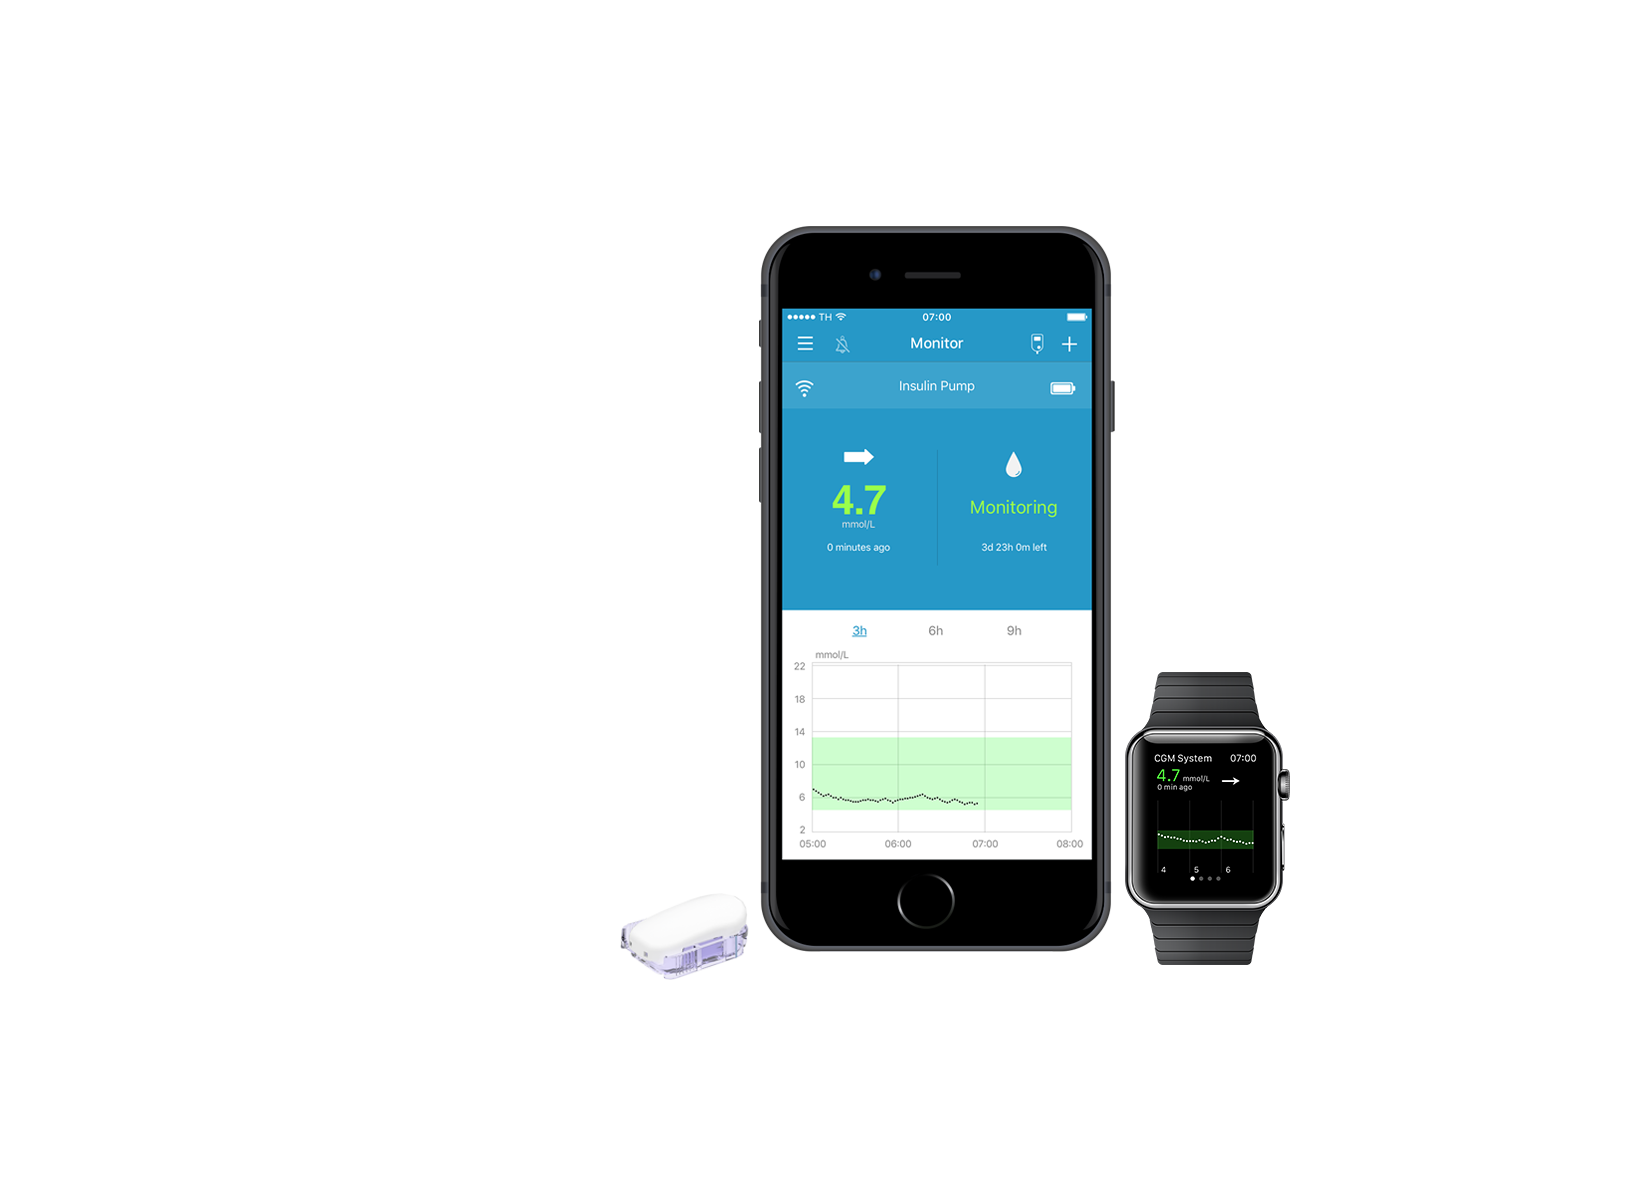 TH 07:00
Monitor
Insulin Pump
4.7
mmol/L
0 minutes ago
Monitoring
3d 23h 0m left
3h 6h 9h
mmol/L
22
18
14
10
6
2
05:00 06:00 07:00 08:00
CGM System 07:00
4.7 mmol/L
0 min ago
4 5 6